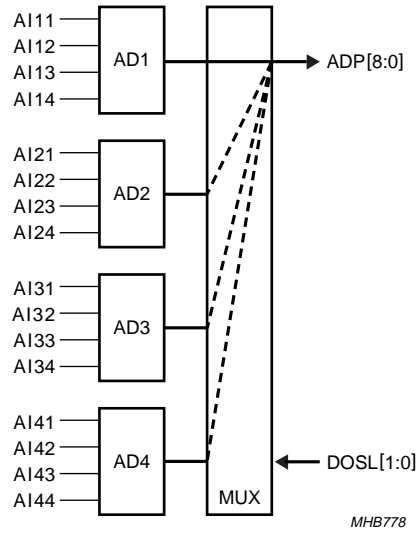 AI11
AI12
AI13
AI14
AD1
ADP[8:0]
AI21
AI22
AI23
AI24
AD2
AI31
AI32
AI33
AI34
AD3
AI41
AI42
AI43
AI44
AD4
DOSL[1:0]
MUX
MHB778